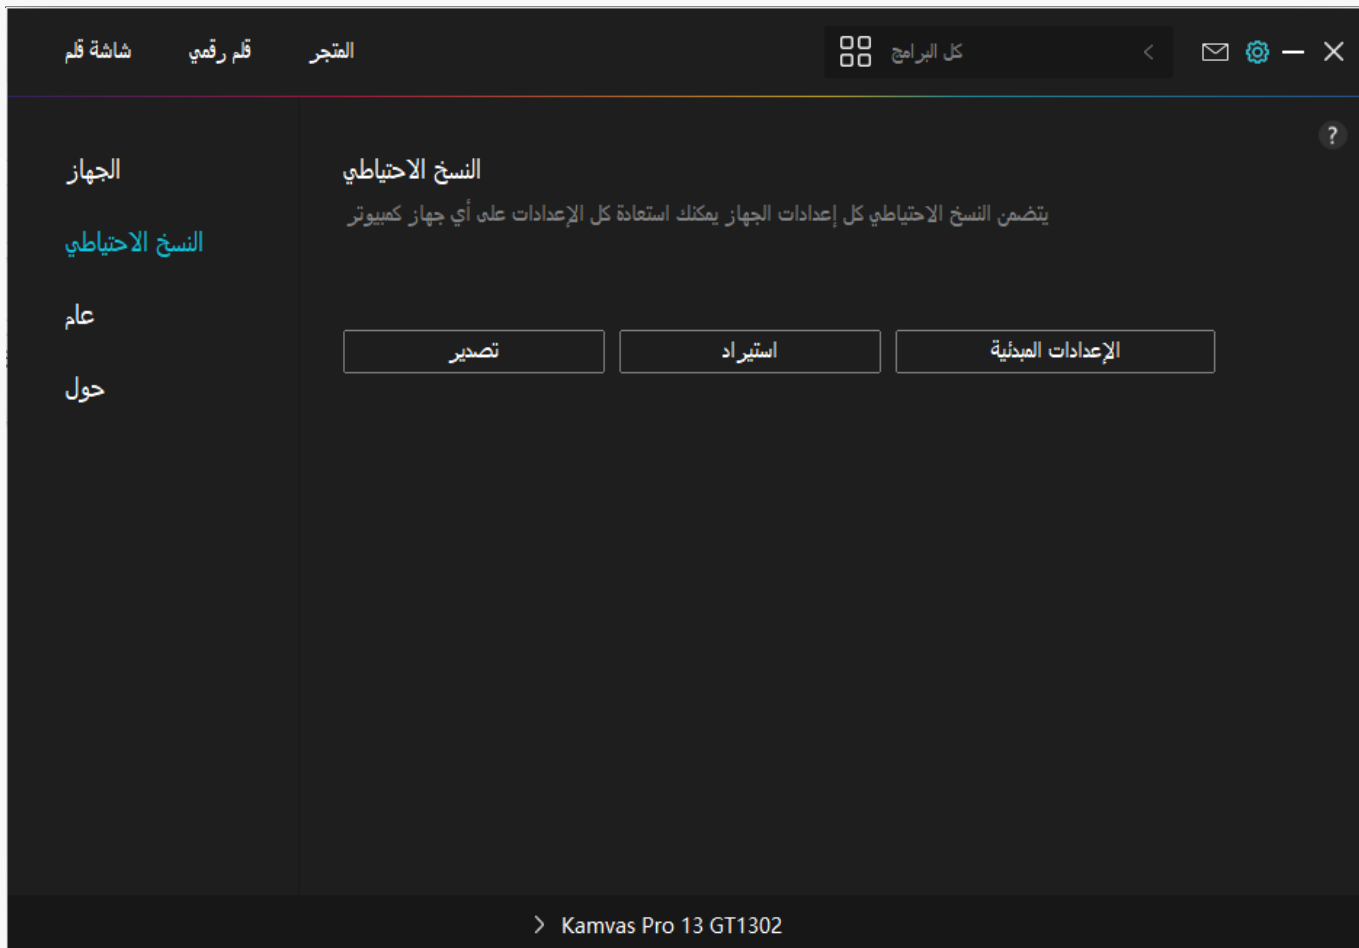 شاشة قلم
قلم رقمي
المتجر
كل البرامج
?
الجهاز
النسخ الاحتياطي
عام
حول
النسخ الاحتياطي
يتضمن النسخ الاحتياطي كل إعدادات الجهاز يمكنك استعادة كل الإعدادات على أي جهاز كمبيوتر
تصدير
استيراد
الإعدادات المبدئية
Kamvas Pro 13 GT1302